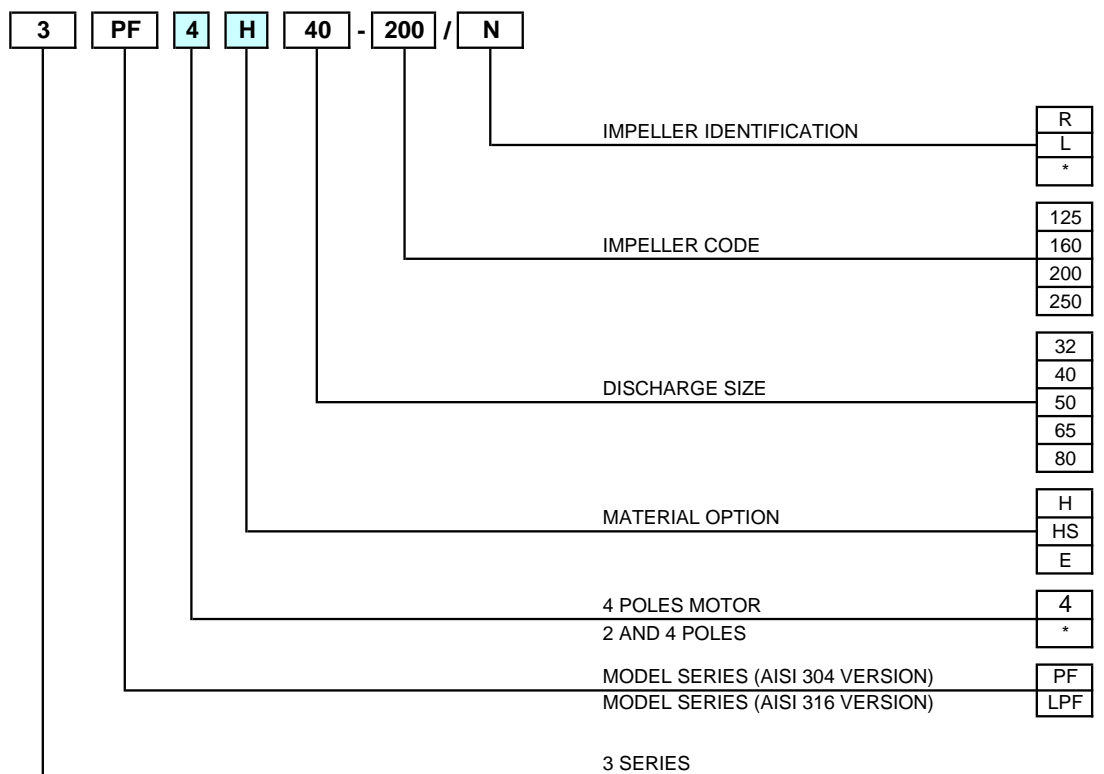 3 PF 4 H 40 - 200 / N
IMPELLER IDENTIFICATION
R
L
*
IMPELLER CODE
125
160
200
250
DISCHARGE SIZE
32
40
50
65
80
MATERIAL OPTION
H
HS
E
4 POLES MOTOR
4
2 AND 4 POLES
*
MODEL SERIES (AISI 304 VERSION)
PF
MODEL SERIES (AISI 316 VERSION)
LPF
3 SERIES